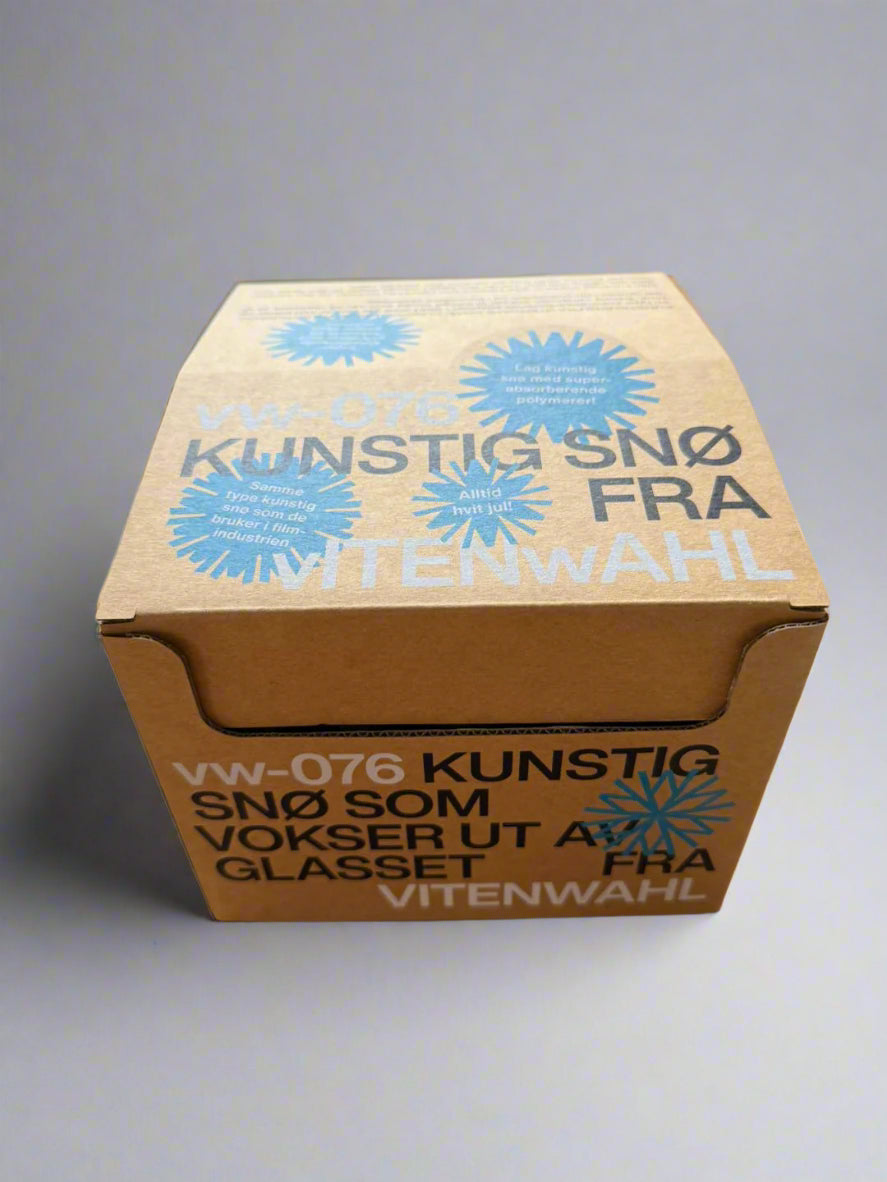 Lag kunstig
snø med super-
absorberende
polymerer!
vw-076
KUNSTIG SNØ
FRA
Samme
type kunstig
snø som de
bruker i film-
industrien
Alltid
hvit jul!
vITENwAHL
vw-076 KUNSTIG
SNØ SOM
VOKSER UT AV
GLASSET FRA
VITENWAHL